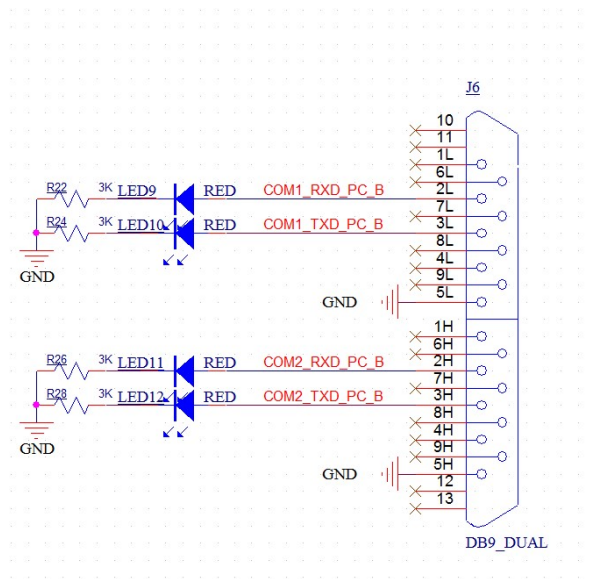 J6
10
11
1L
6L
R22 3K LED9 RED COM1_RXD_PC_B 2L
7L
R24 3K LED10 RED COM1_TXD_PC_B 3L
8L
4L
GND
9L
5L
GND
1H
6H
R26 3K LED11 RED COM2_RXD_PC_B 2H
7H
R28 3K LED12 RED COM2_TXD_PC_B 3H
8H
4H
GND
9H
5H
GND
12
13
DB9_DUAL